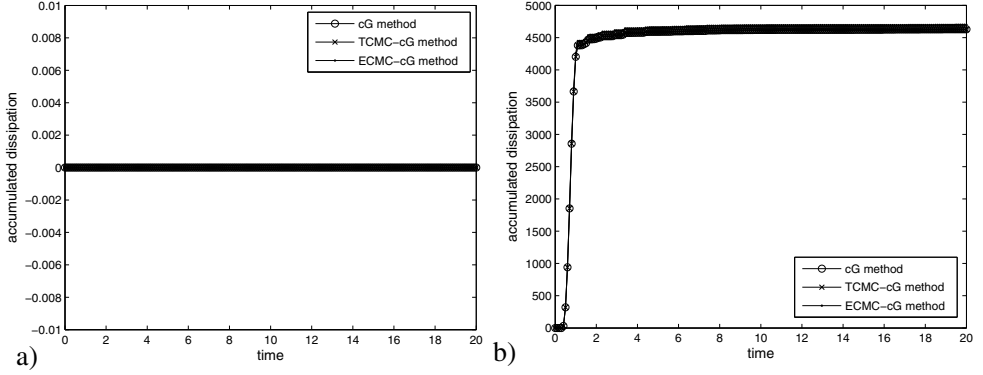 0.01
0.008
0.006
0.004
0.002
0
−0.002
−0.004
−0.006
−0.008
−0.01
accumulated dissipation
cG method
TCMC−cG method
ECMC−cG method
0 2 4 6 8 10 12 14 16 18 20
time
a)
5000
4500
4000
3500
3000
2500
2000
1500
1000
500
0
accumulated dissipation
cG method
TCMC−cG method
ECMC−cG method
0 2 4 6 8 10 12 14 16 18 20
time
b)